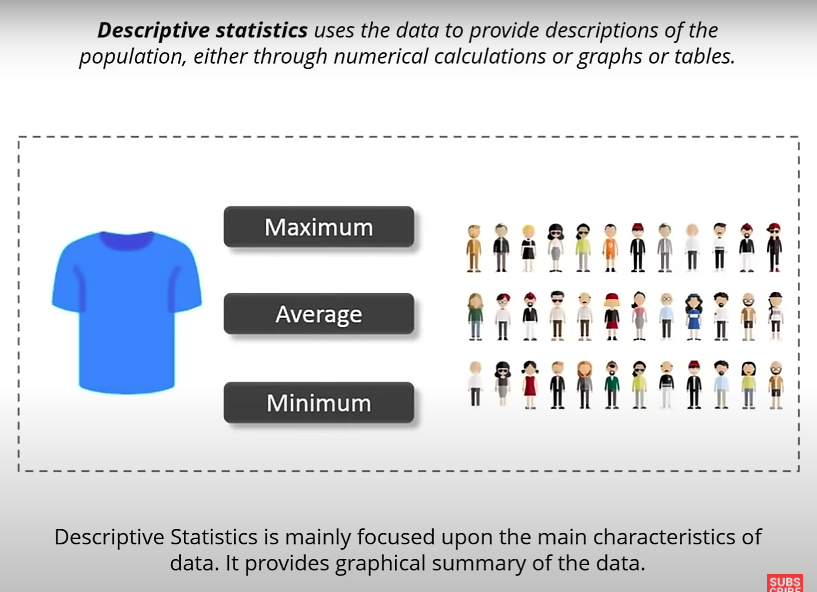 Descriptive statistics uses the data to provide descriptions of the
population, either through numerical calculations or graphs or tables.
Maximum
Average
Minimum
Descriptive Statistics is mainly focused upon the main characteristics of
data. It provides graphical summary of the data.
SUBS
CRIBE